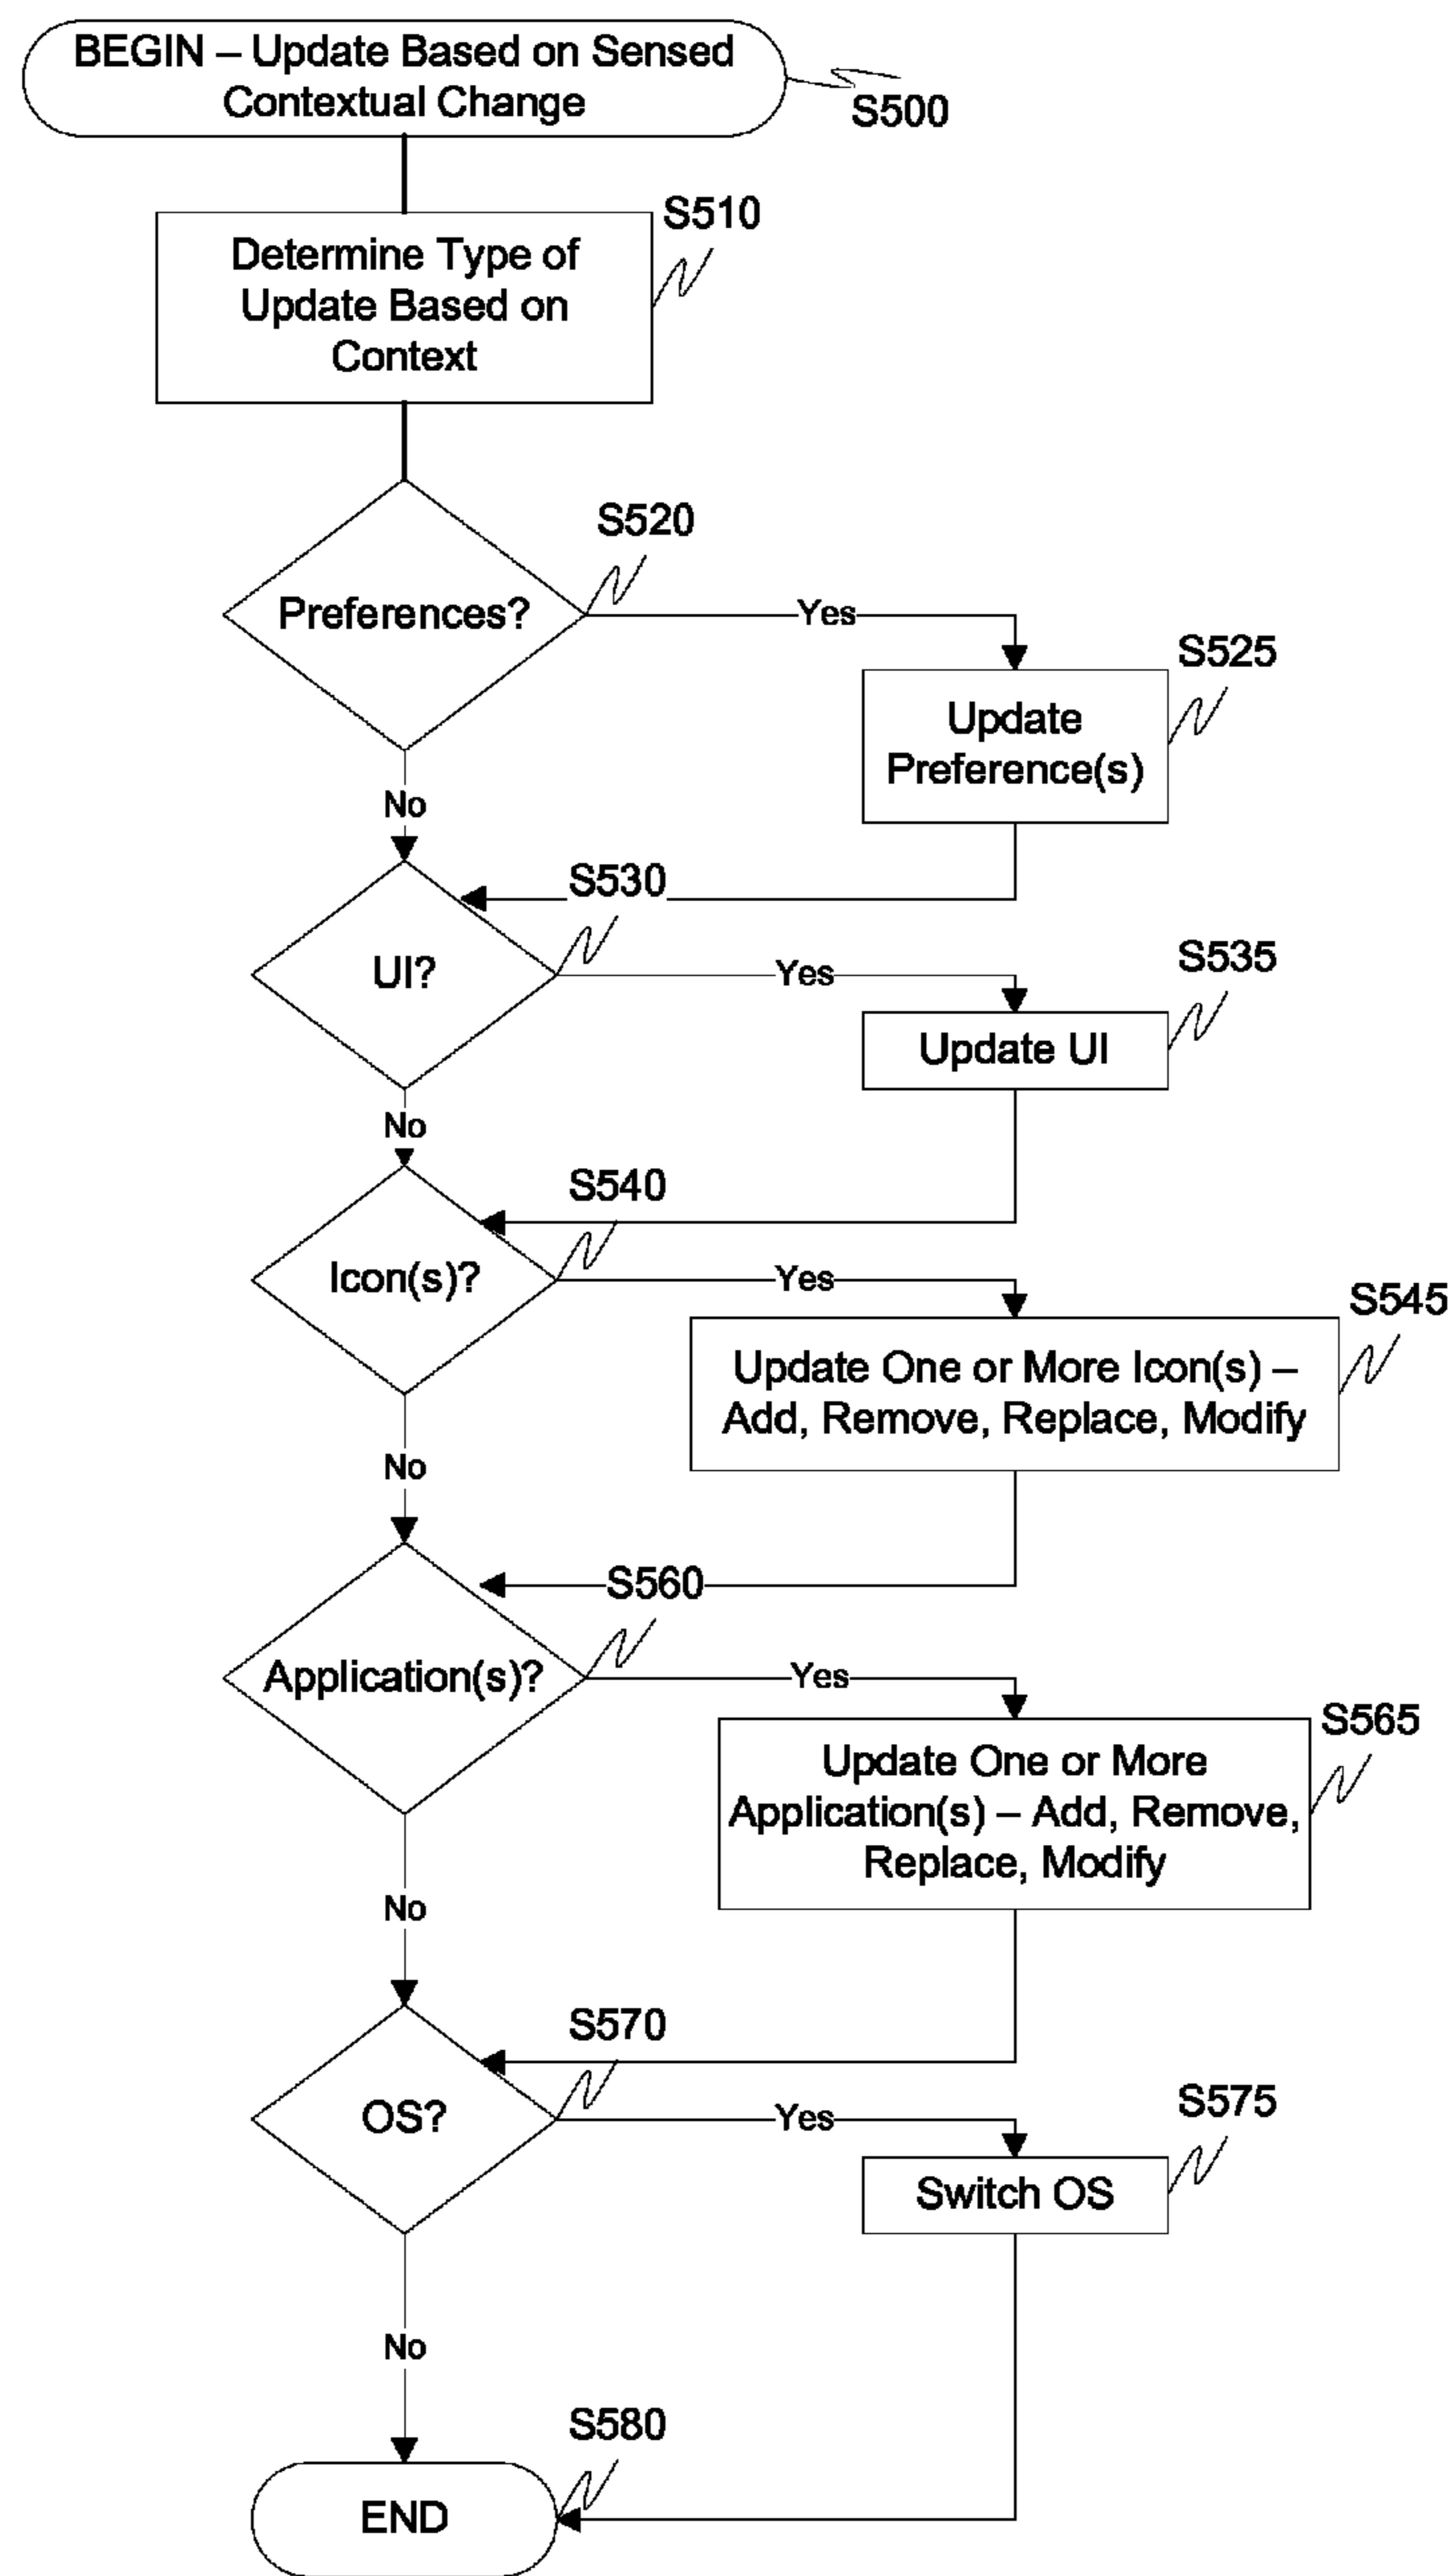 BEGIN – Update Based on Sensed
Contextual Change
S500
S510
Determine Type of
Update Based on
Context
S520
Preferences?
Yes
S525
Update
Preference(s)
No
S530
UI?
Yes
S535
Update UI
No
S540
Icon(s)?
Yes
S545
Update One or More Icon(s) –
Add, Remove, Replace, Modify
No
S560
Application(s)?
Yes
S565
Update One or More
Application(s) – Add, Remove,
Replace, Modify
No
S570
OS?
Yes
S575
Switch OS
No
S580
END